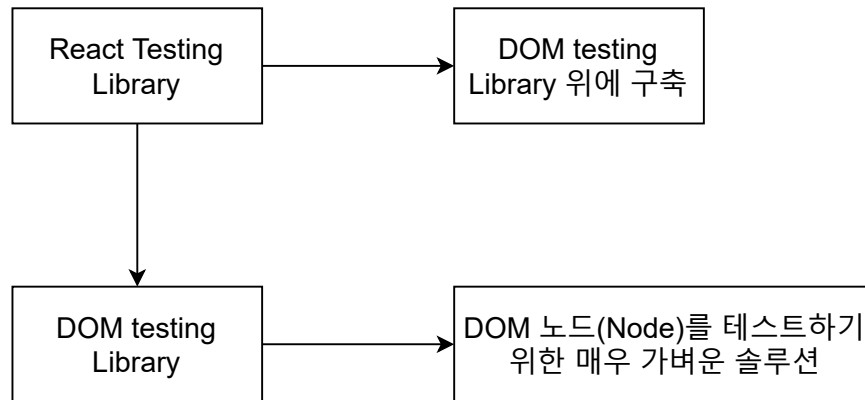 React Testing
Library
DOM testing
Library 위에 구축
DOM testing
Library
DOM 노드(Node)를 테스트하기
위한 매우 가벼운 솔루션